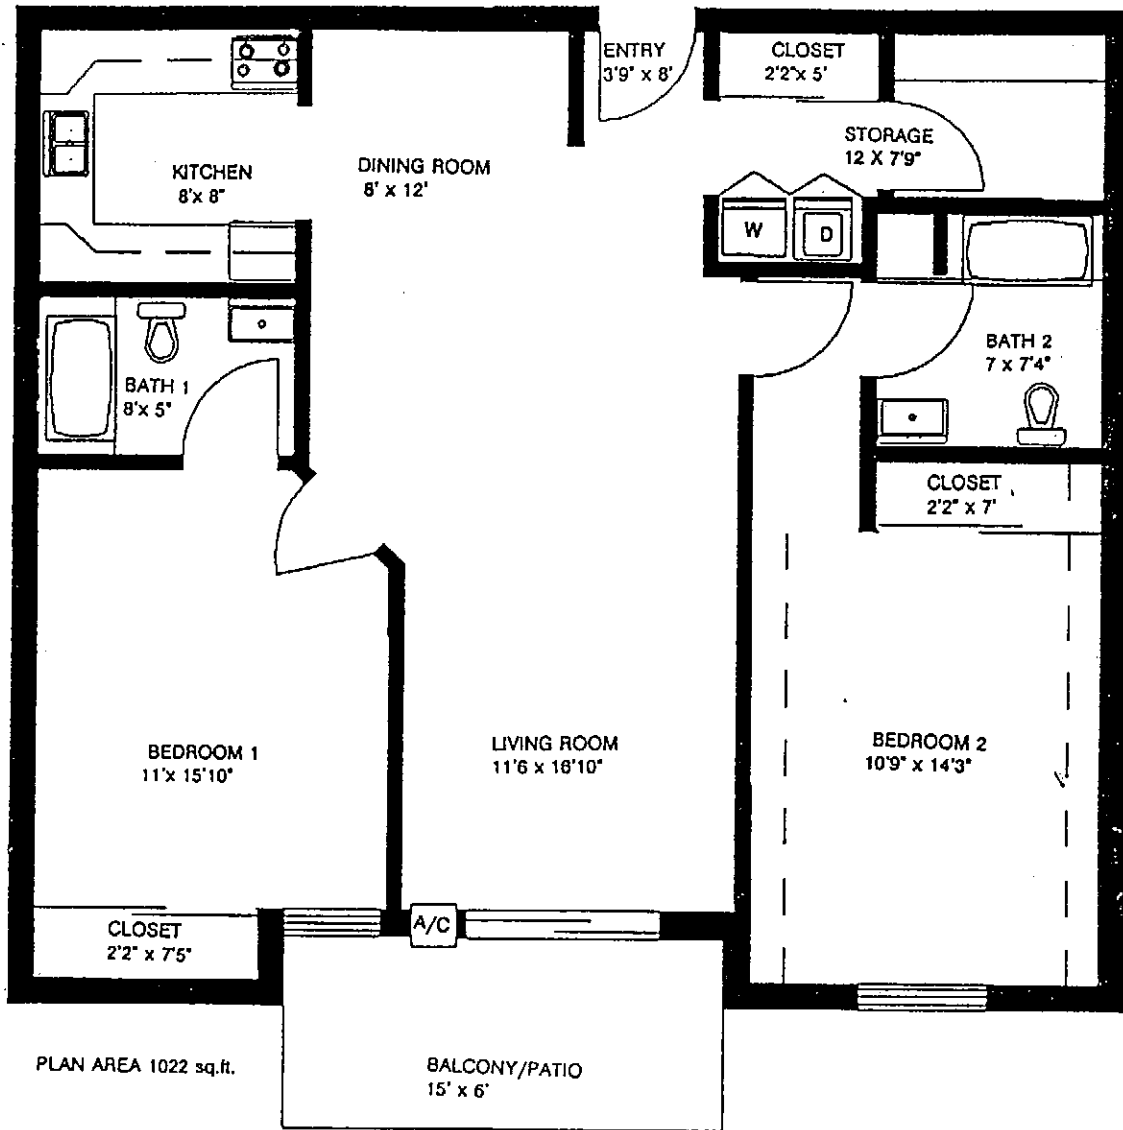 ENTRY
3'9" x 8'
CLOSET
2'2"x 5'
STORAGE
12 X 7'9"
KITCHEN
8'x 8"
DINING ROOM
8' x 12'
W
D
BATH 1
8'x 5"
BATH 2
7 x 7'4"
CLOSET
2'2" x 7'
BEDROOM 1
11'x 15'10"
LIVING ROOM
11'6 x 16'10"
BEDROOM 2
10'9" x 14'3"
CLOSET
2'2" x 7'5"
A/C
PLAN AREA 1022 sq.ft.
BALCONY/PATIO
15' x 6'